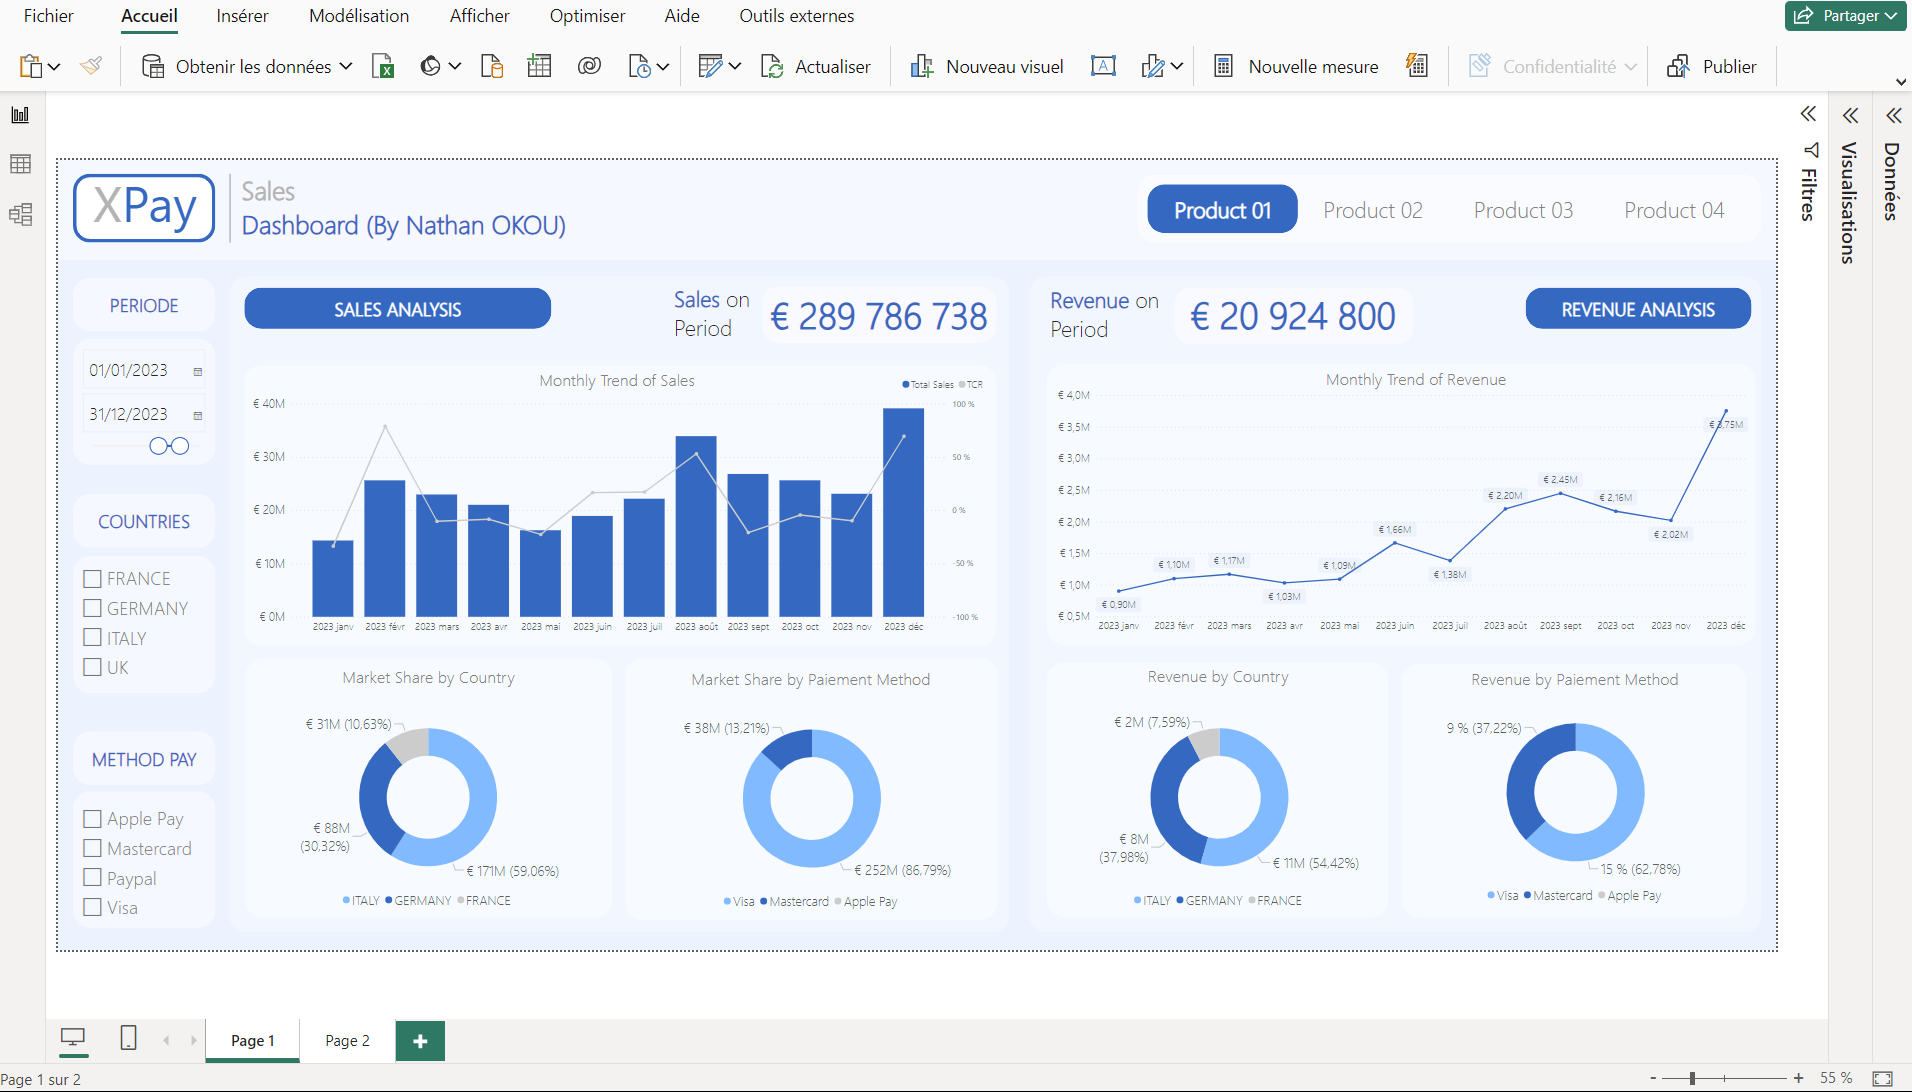 Fichier Accueil Insérer Modélisation Afficher Optimiser Aide Outils externes Partager
Obtenir les données Actualiser Nouveau visuel A Nouvelle mesure Confidentialité Publier
Filtres
Visualisations
Données
XPay
Sales
Dashboard (By Nathan OKOU)
Product 01 Product 02 Product 03 Product 04
PERIODE
01/01/2023
31/12/2023
COUNTRIES
FRANCE
GERMANY
ITALY
UK
METHOD PAY
Apple Pay
Mastercard
Paypal
Visa
SALES ANALYSIS
Sales on
Period
€ 289 786 738
Monthly Trend of Sales
Total Sales TCR
€ 40M
€ 30M
€ 20M
€ 10M
€ 0M
100 %
50 %
0 %
-50 %
-100 %
2023 janv 2023 févr 2023 mars 2023 avr 2023 mai 2023 juin 2023 juil 2023 août 2023 sept 2023 oct 2023 nov 2023 déc
Market Share by Country
€ 31M (10,63%)
€ 88M
(30,32%)
€ 171M (59,06%)
ITALY GERMANY FRANCE
Market Share by Paiement Method
€ 38M (13,21%)
€ 252M (86,79%)
Visa Mastercard Apple Pay
Revenue on
Period
€ 20 924 800
REVENUE ANALYSIS
Monthly Trend of Revenue
€ 4,0M
€ 3,5M
€ 3,0M
€ 2,5M
€ 2,0M
€ 1,5M
€ 1,0M
€ 0,5M
€ 0,90M
€ 1,10M
€ 1,17M
€ 1,03M
€ 1,09M
€ 1,66M
€ 1,38M
€ 2,20M
€ 2,45M
€ 2,16M
€ 2,02M
€ 3,75M
2023 janv 2023 févr 2023 mars 2023 avr 2023 mai 2023 juin 2023 juil 2023 août 2023 sept 2023 oct 2023 nov 2023 déc
Revenue by Country
€ 2M (7,59%)
€ 8M
(37,98%)
€ 11M (54,42%)
ITALY GERMANY FRANCE
Revenue by Paiement Method
9 % (37,22%)
15 % (62,78%)
Visa Mastercard Apple Pay
Page 1 Page 2 +
Page 1 sur 2
- + 55 %